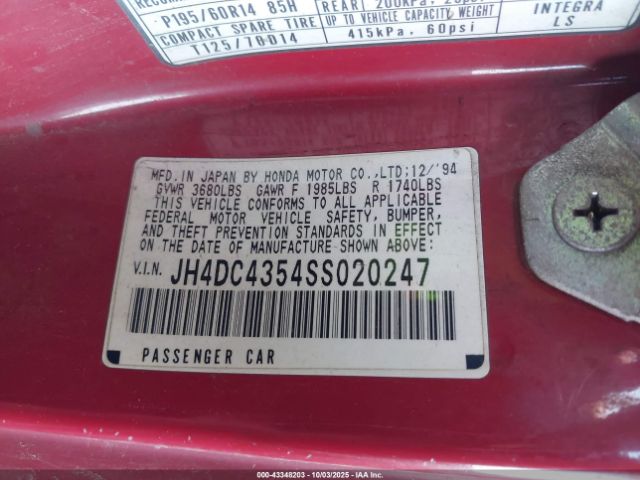 P195/60R14 85H REAR
UP TO VEHICLE CAPACITY WEIGHT INTEGRA
COMPACT SPARE TIRE LS
T125/70D14 415kPa, 60psi
MFD.IN JAPAN BY HONDA MOTOR CO.,LTD;12/'94
GVWR 3680LBS GAWR F 1985LBS R 1740LBS
THIS VEHICLE CONFORMS TO ALL APPLICABLE
FEDERAL MOTOR VEHICLE SAFETY, BUMPER,
AND THEFT PREVENTION STANDARDS IN EFFECT
ON THE DATE OF MANUFACTURE SHOWN ABOVE:
V.I.N. JH4DC4354SS020247
PASSENGER CAR
© IAA 43348203 - 10/03/2025 - IAAI.COM